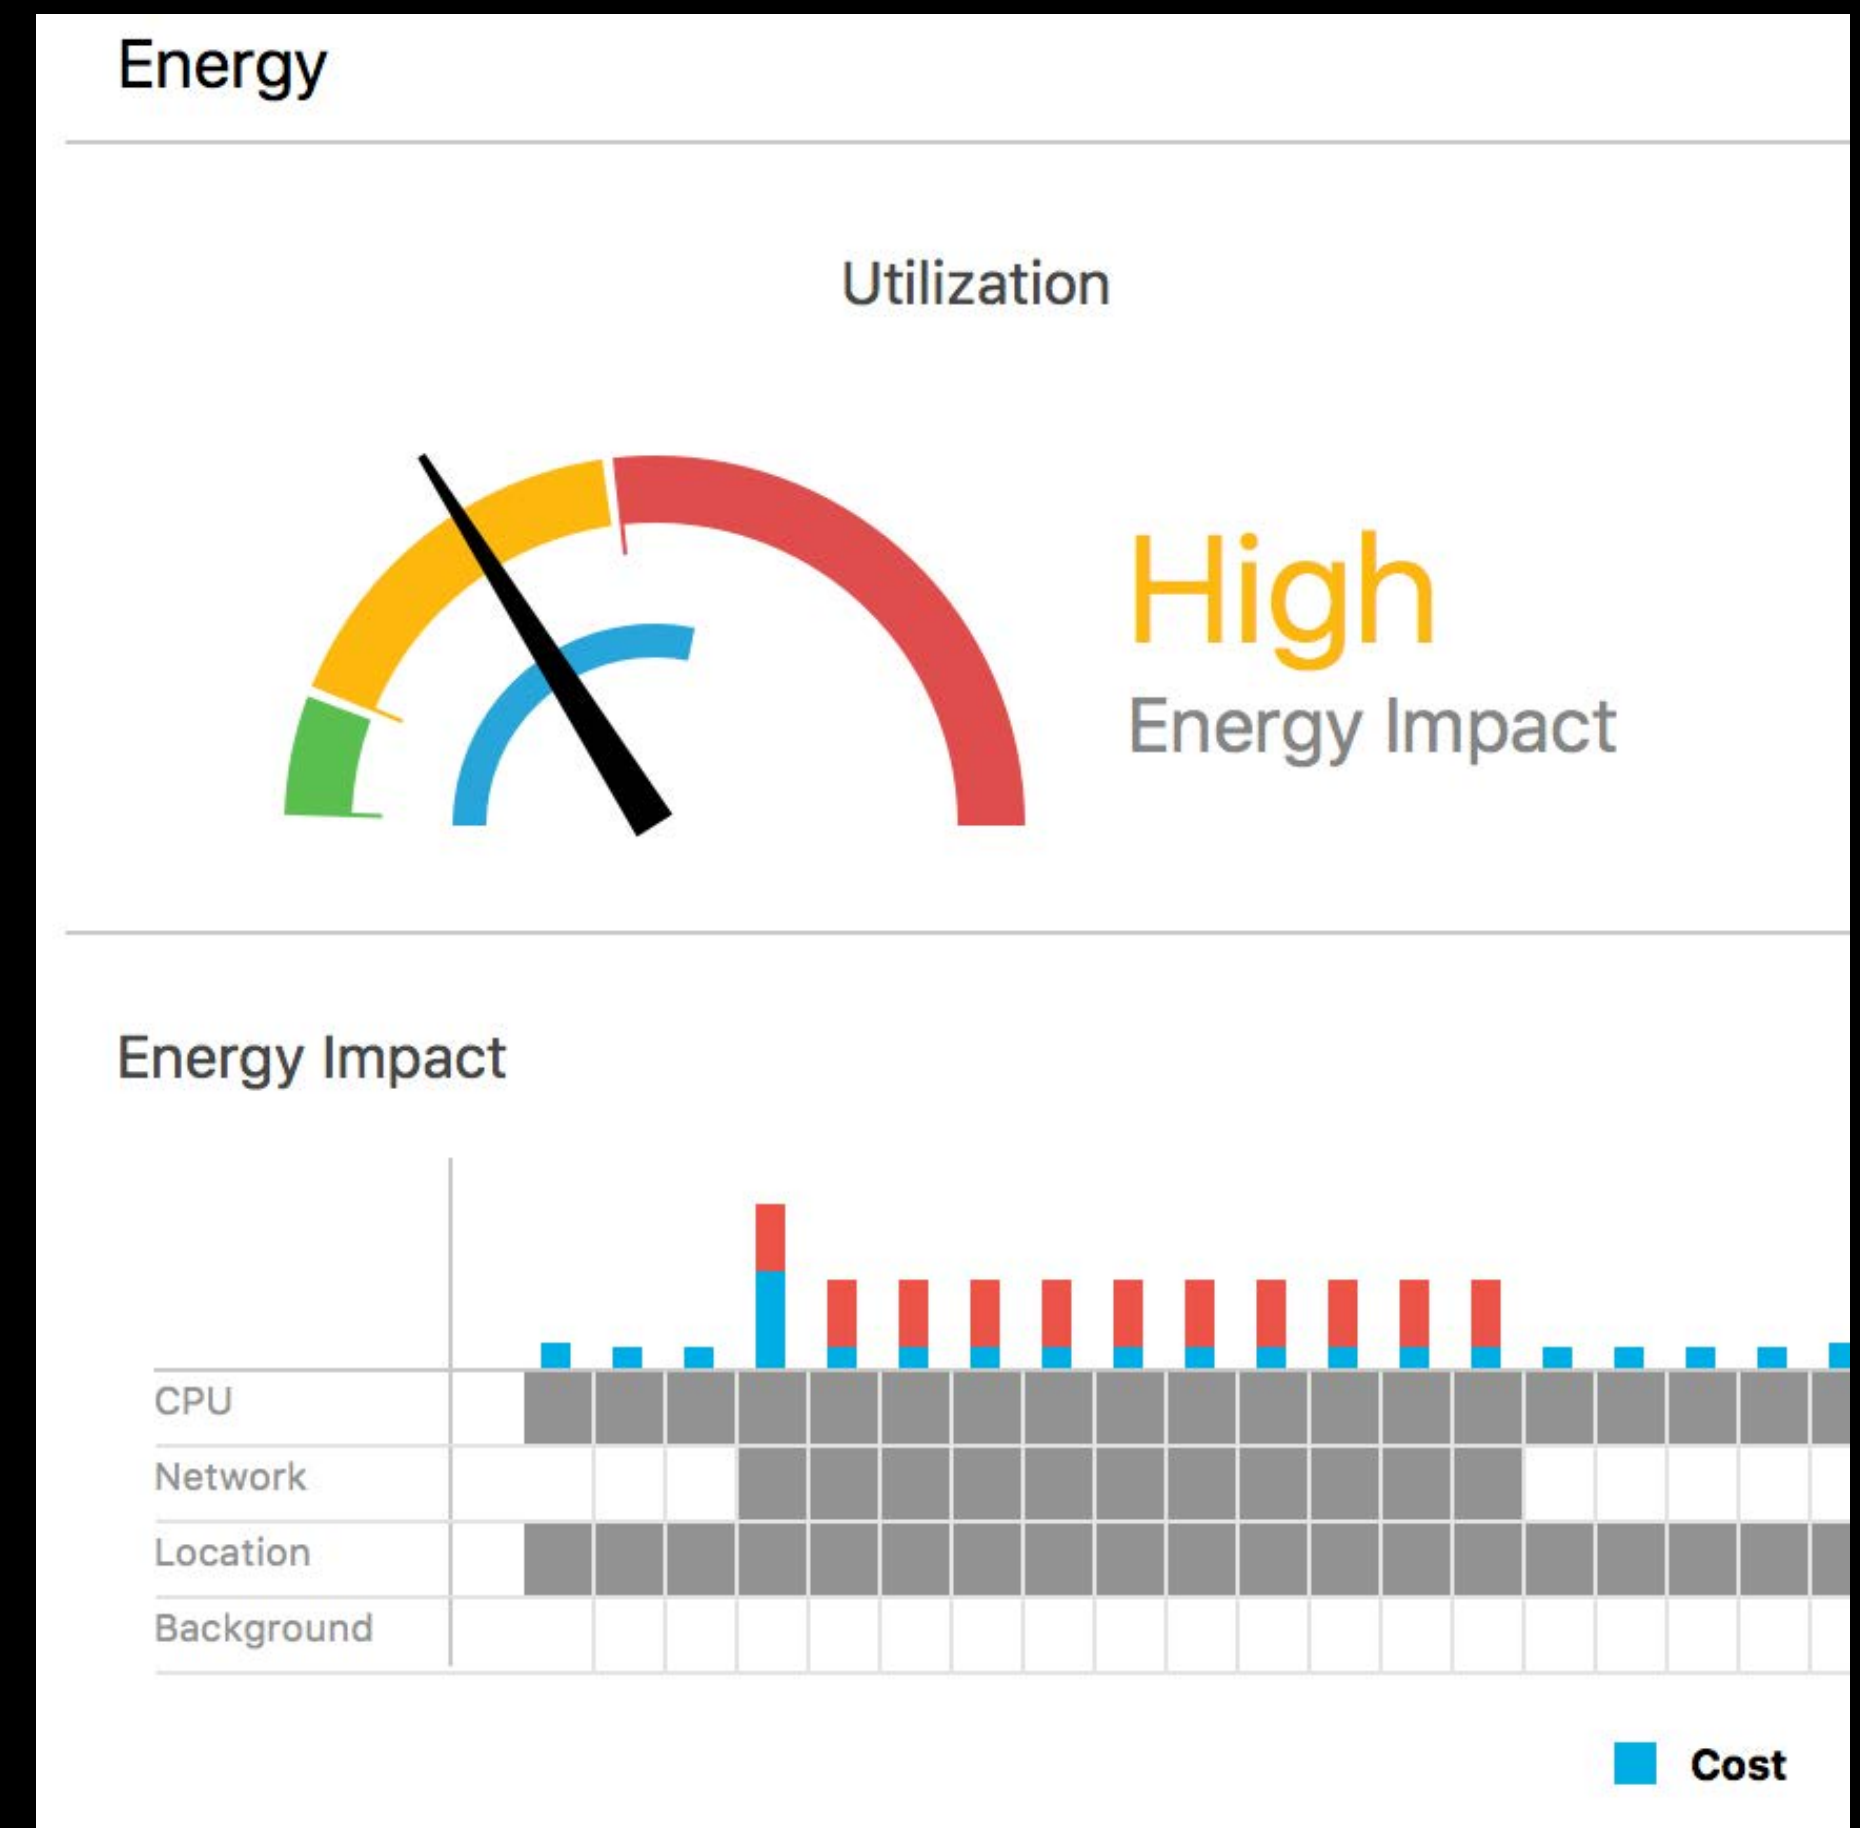 Energy
Utilization
High
Energy Impact
Energy Impact
CPU
Network
Location
Background
Cost